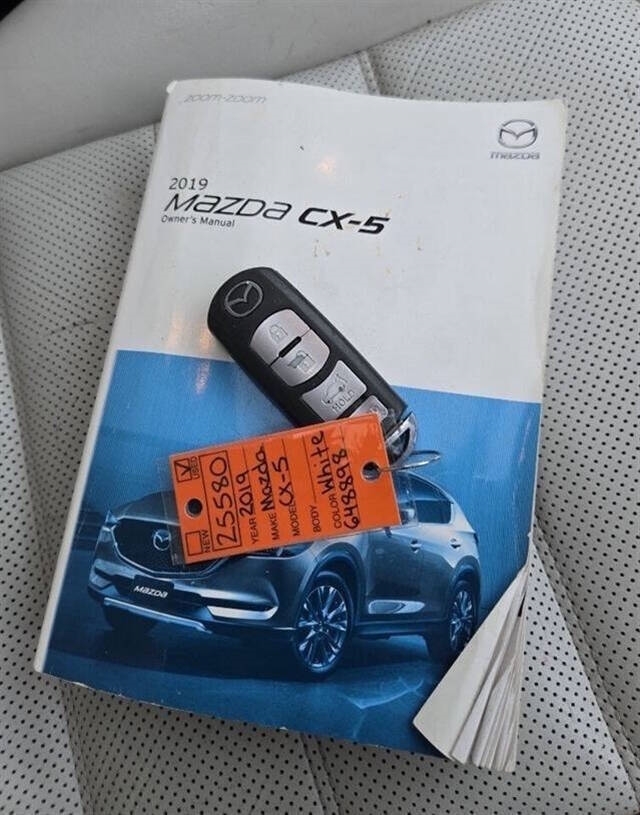 zoom-zoom
mazda
2019
mazda CX-5
Owner's Manual
HOLD
USED
NEW
25580
YEAR 2019
MAKE Mazda
MODEL CX-5
BODY
COLOR White
648898
mazda